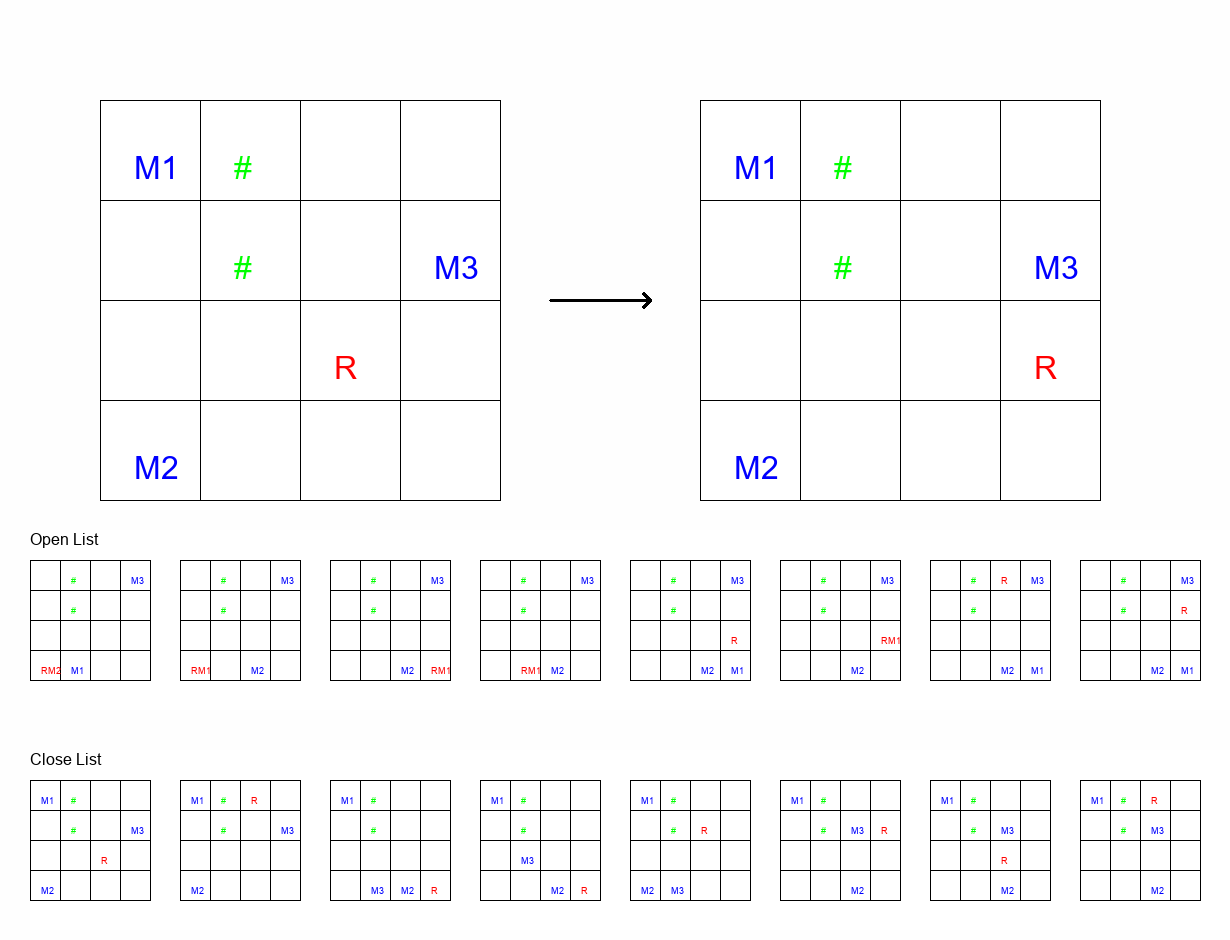 M1 # M1 #
# M3 # M3
R R
M2 M2
Open List
# M3 # M3 # M3 # M3 # M3 # M3 # R M3 # M3
# # # # # # # # R
R RM1
RM2 M1 RM1 M2 M2 RM1 RM1 M2 M2 M1 M2 M2 M1 M2 M1
Close List
M1 # M1 # R M1 # M1 # M1 # M1 # M1 # M1 # R
# M3 # M3 # # # R # M3 R # M3 # M3
R M3 R
M2 M2 M3 M2 R M2 R M2 M3 M2 M2 M2